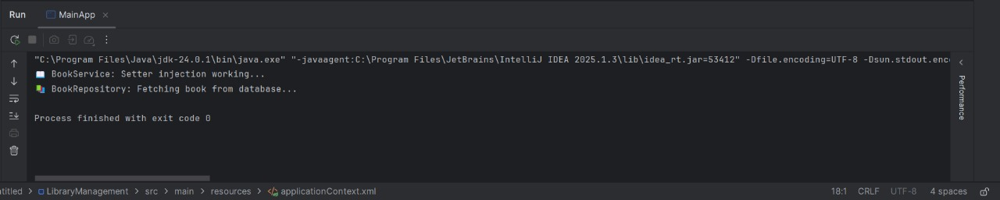 Run MainApp
"C:\Program Files\Java\jdk-24.0.1\bin\java.exe" "-javaagent:C:\Program Files\JetBrains\IntelliJ IDEA 2025.1.3\lib\idea_rt.jar=53412" -Dfile.encoding=UTF-8 -Dsun.stdout.enc
BookService: Setter injection working...
BookRepository: Fetching book from database...
Process finished with exit code 0
Performance
ntitled > LibraryManagement > src > main > resources > applicationContext.xml 18:1 CRLF UTF-8 4 spaces